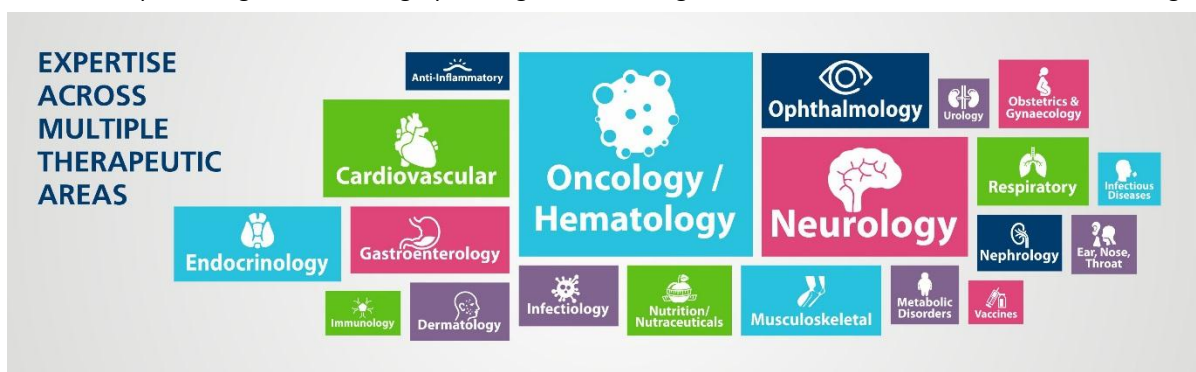 EXPERTISE
ACROSS
MULTIPLE
THERAPEUTIC
AREAS
Anti-Inflammatory
Cardiovascular
Oncology /
Hematology
Ophthalmology
Urology
Obstetrics &
Gynaecology
Neurology
Respiratory
Infectious
Diseases
Endocrinology
Gastroenterology
Nephrology
Ear, Nose,
Throat
Immunology
Dermatology
Infectiology
Nutrition/
Nutraceuticals
Musculoskeletal
Metabolic
Disorders
Vaccines